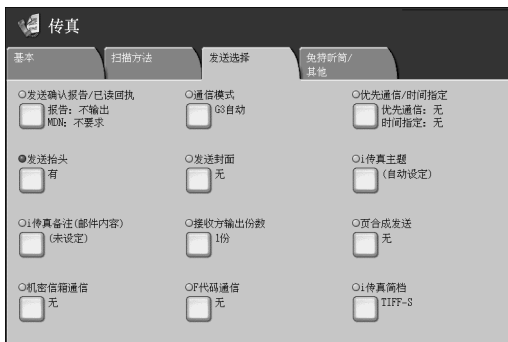 传真
基本
扫描方法
发送选择
免持听筒/
其他
发送确认报告/已读回执
报告: 不输出
MDN: 不要求
通信模式
G3自动
优先通信/时间指定
优先通信: 无
时间指定: 无
发送抬头
有
发送封面
无
i传真主题
(自动设定)
i传真备注(邮件内容)
(未设定)
接收方输出份数
1份
页合成发送
无
机密信箱通信
无
F代码通信
无
i传真简档
TIFF-S